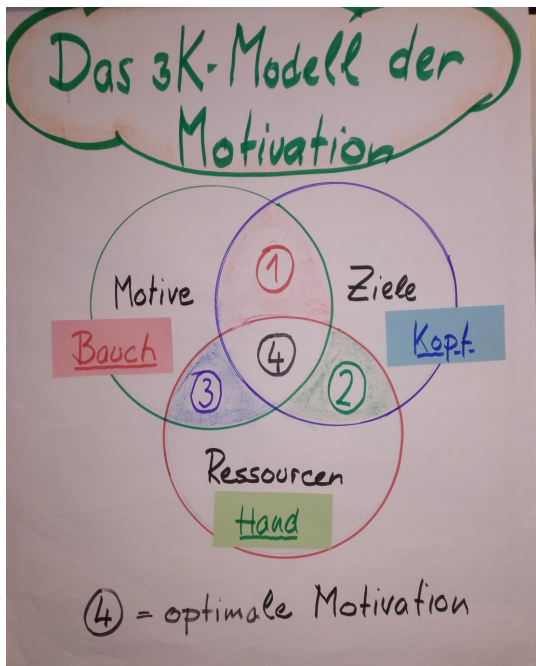 Das 3K-Modell der
Motivation
1
Motive
Ziele
Bauch
Kopf
4
3
2
Ressourcen
Hand
4 = optimale Motivation